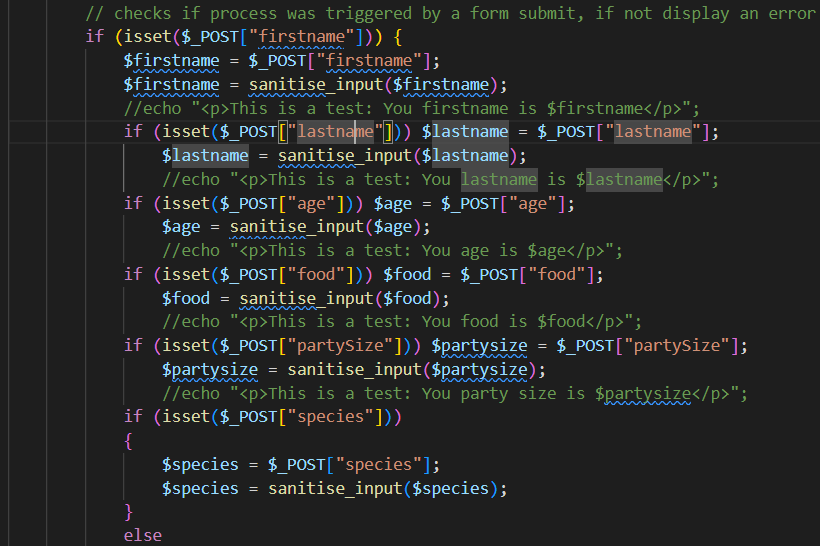 // checks if process was triggered by a form submit, if not display an error
if (isset($_POST["firstname"])) {
$firstname = $_POST["firstname"];
$firstname = sanitise_input($firstname);
//echo "<p>This is a test: You firstname is $firstname</p>";
if (isset($_POST["lastname"])) $lastname = $_POST["lastname"];
$lastname = sanitise_input($lastname);
//echo "<p>This is a test: You lastname is $lastname</p>";
if (isset($_POST["age"])) $age = $_POST["age"];
$age = sanitise_input($age);
//echo "<p>This is a test: You age is $age</p>";
if (isset($_POST["food"])) $food = $_POST["food"];
$food = sanitise_input($food);
//echo "<p>This is a test: You food is $food</p>";
if (isset($_POST["partySize"])) $partysize = $_POST["partySize"];
$partysize = sanitise_input($partysize);
//echo "<p>This is a test: You party size is $partysize</p>";
if (isset($_POST["species"]))
{
$species = $_POST["species"];
$species = sanitise_input($species);
}
else